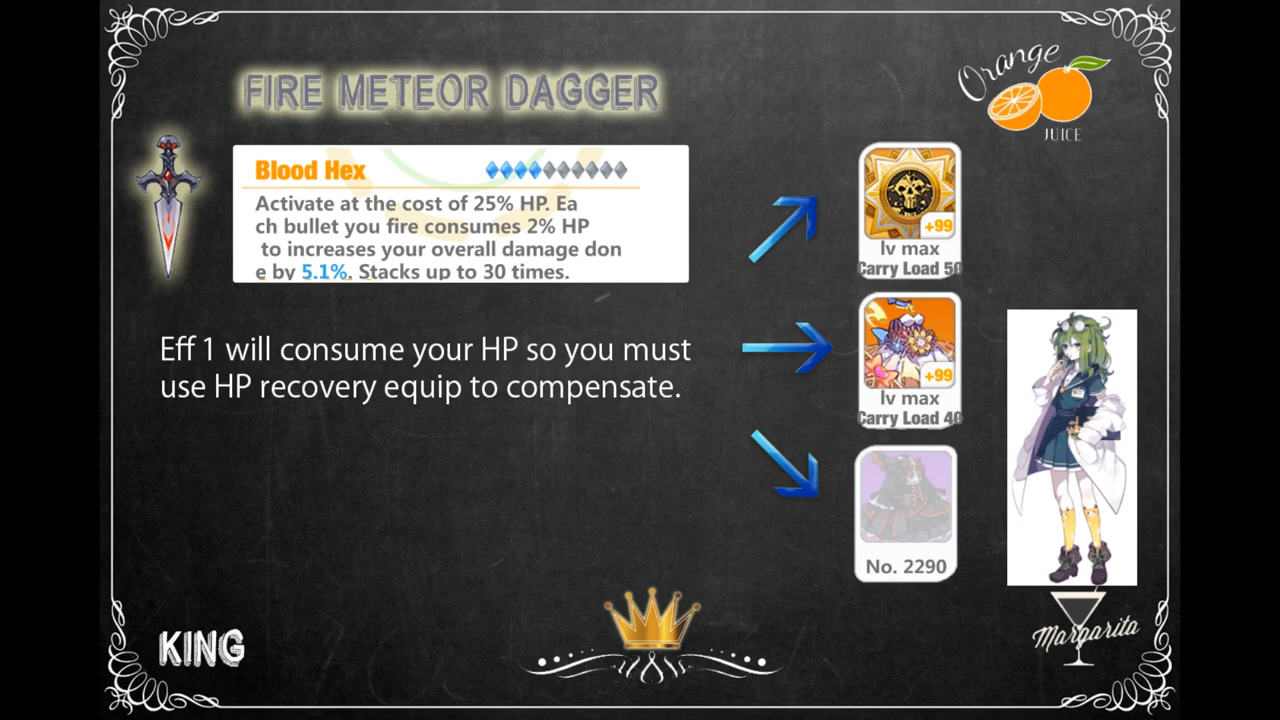 FIRE METEOR DAGGER
Orange
JUICE
Blood Hex
Activate at the cost of 25% HP. Ea
ch bullet you fire consumes 2% HP
to increases your overall damage don
e by 5.1%. Stacks up to 30 times.
+99
lv max
Carry Load 50
Eff 1 will consume your HP so you must
use HP recovery equip to compensate.
+99
lv max
Carry Load 40
No. 2290
KING
Margarita